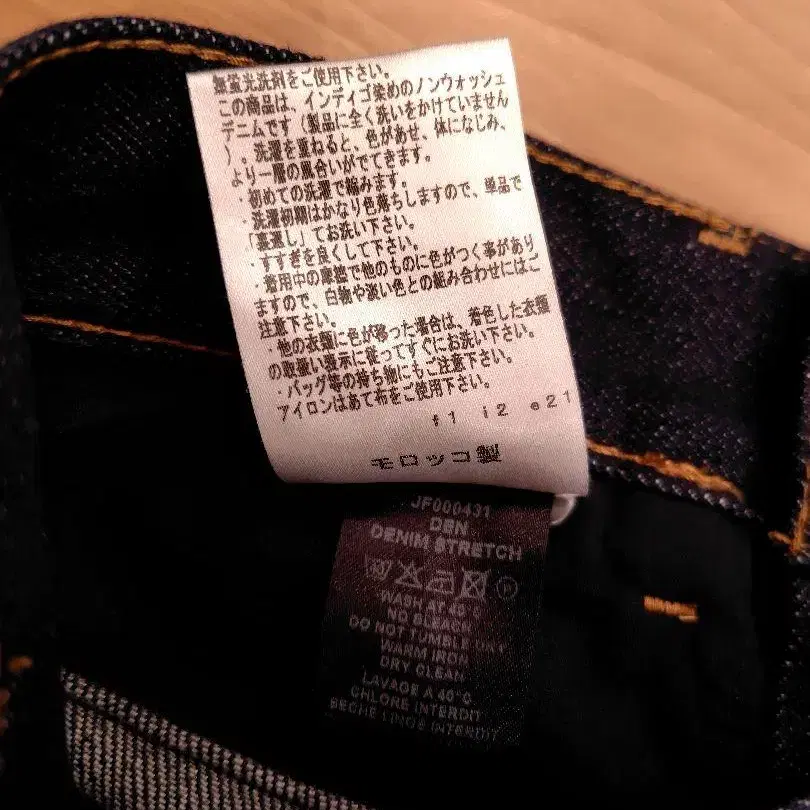 無蛍光洗剤をご使用下さい。
この商品は、インディゴ染めのノンウォッシュ
デニムです（製品に全く洗いをかけていません
）。洗濯を重ねると、色があせ、体になじみ、
より一層の風合いがでてきます。
・初めての洗濯で縮みます。
・洗濯初期はかなり色落ちしますので、単品で
「裏返し」てお洗い下さい。
・すすぎを良くして下さい。
・着用中の摩擦で他のものに色がつく事があり
ますので、白物や淡い色との組み合わせにはご
注意下さい。
・他の衣類に色が移った場合は、着色した衣類
の取扱い表示に従ってすぐにお洗い下さい。
・バッグ等の持ち物にもご注意下さい。
アイロンはあて布をご使用下さい。
f1 i2 e21
モロッコ製
JF000431
DEN
DENIM STRETCH
WASH AT 40°C
NO BLEACH
DO NOT TUMBLE DRY
WARM IRON
DRY CLEAN
LAVAGE A 40°C
CHLORE INTERDIT
SECHE LINGE INTERDIT